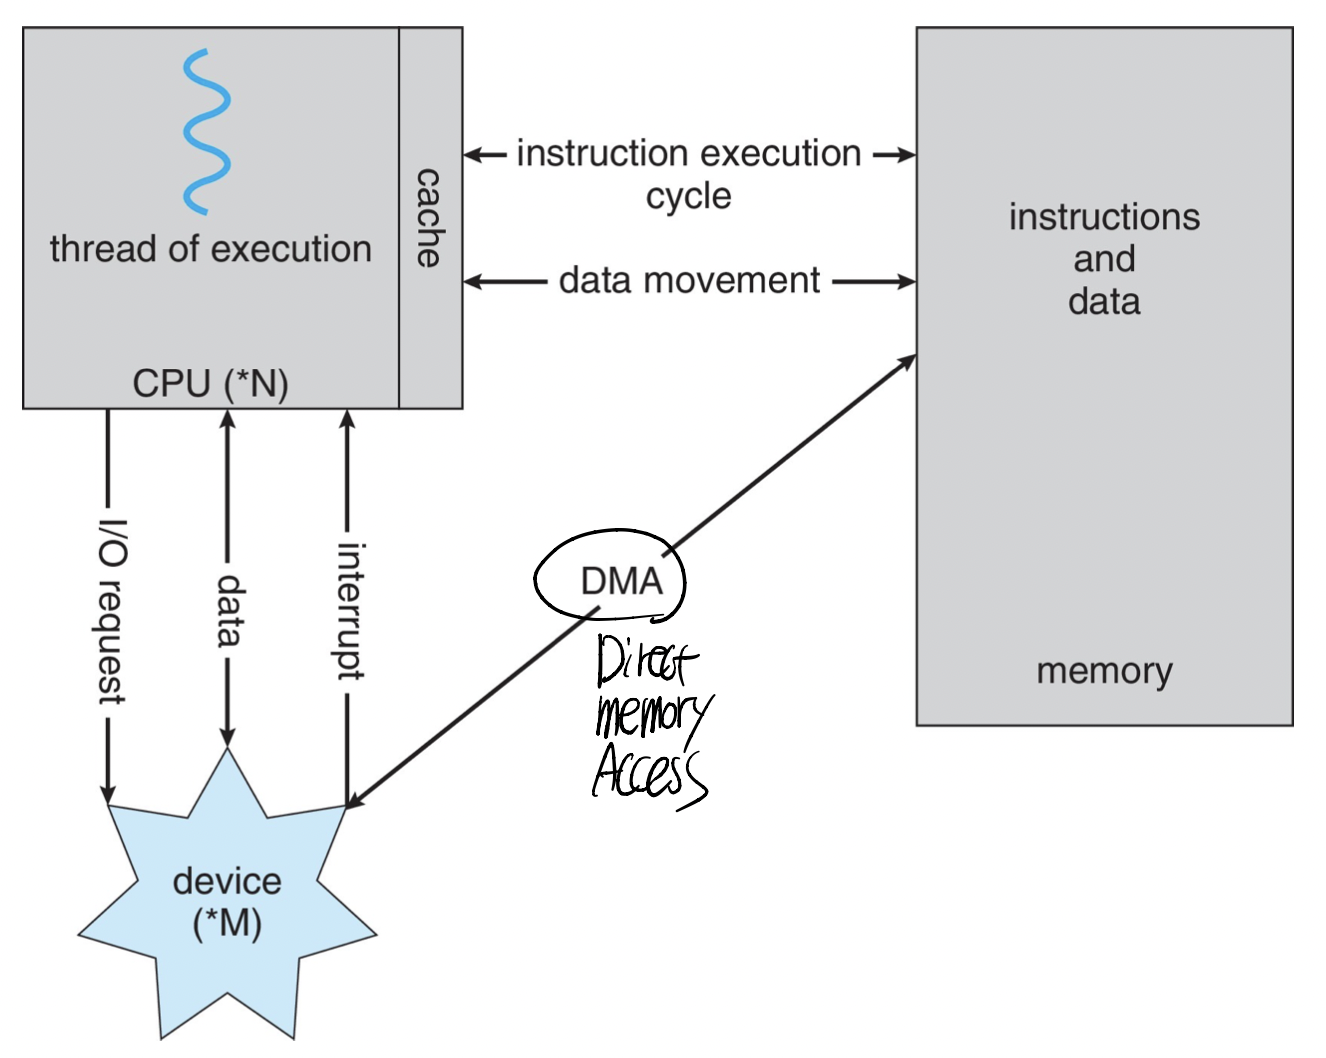 thread of execution
CPU (*N)
cache
instruction execution
cycle
data movement
instructions
and
data
memory
I/O request
data
interrupt
DMA
Direct
memory
Access
device
(*M)